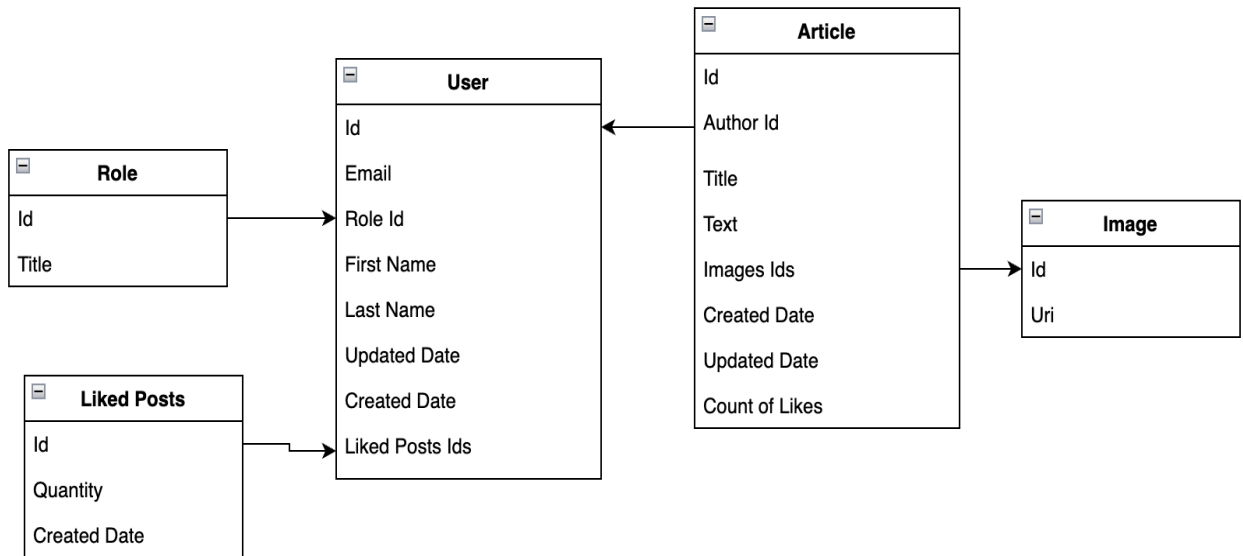 Role
Id
Title
Liked Posts
Id
Quantity
Created Date
User
Id
Email
Role Id
First Name
Last Name
Updated Date
Created Date
Liked Posts Ids
Article
Id
Author Id
Title
Text
Images Ids
Created Date
Updated Date
Count of Likes
Image
Id
Uri